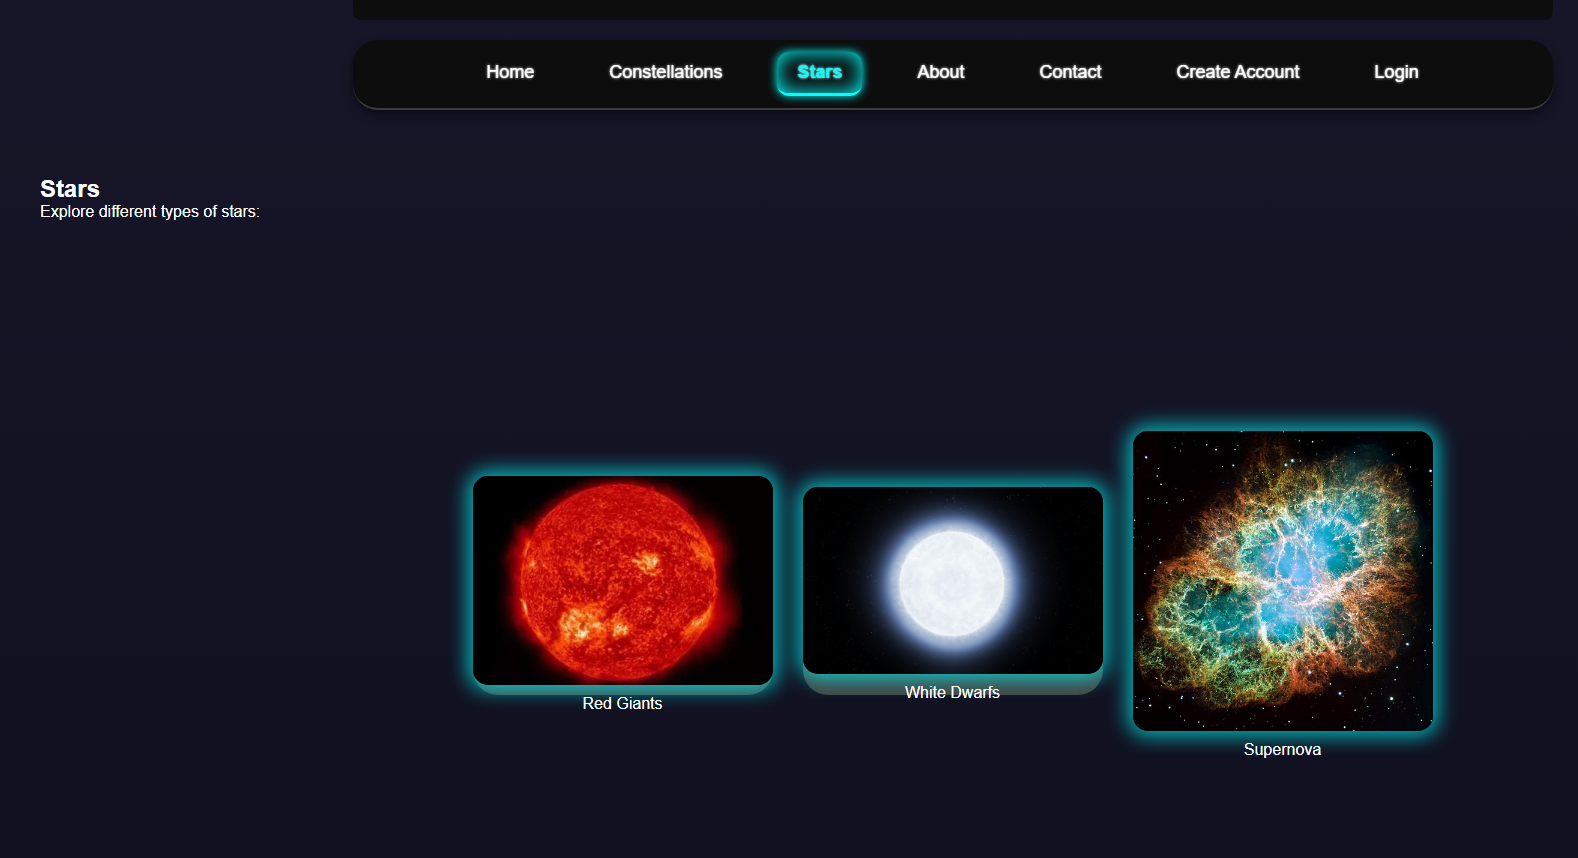 Home Constellations Stars About Contact Create Account Login
Stars
Explore different types of stars:
Red Giants
White Dwarfs
Supernova